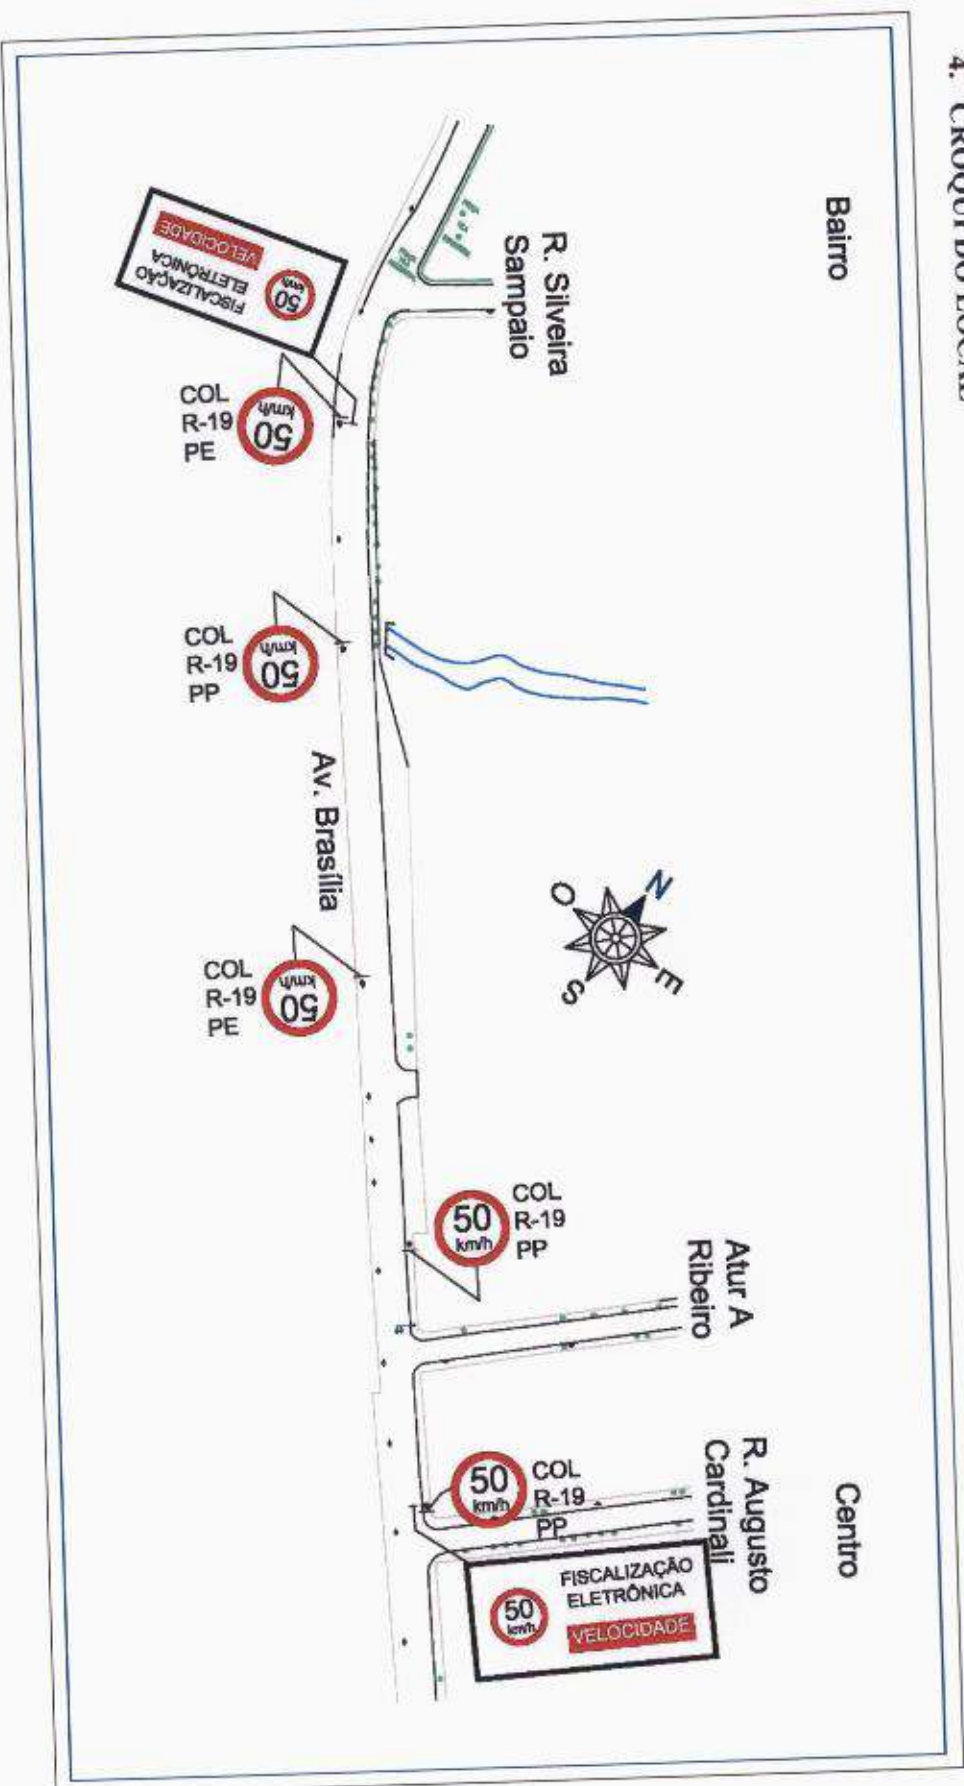 4. CROQUI DO LOCAL
Bairro
Centro
R. Silveira
Sampaio
Atur A
Ribeiro
R. Augusto
Cardinali
N
E
S
O
Av. Brasília
FISCALIZAÇÃO
ELETRÔNICA
VELOCIDADE
50
km/h
COL
R-19
PE
50
km/h
COL
R-19
PP
50
km/h
COL
R-19
PE
50
km/h
COL
R-19
PP
50
km/h
COL
R-19
PP
50
km/h
FISCALIZAÇÃO
ELETRÔNICA
VELOCIDADE
50
km/h